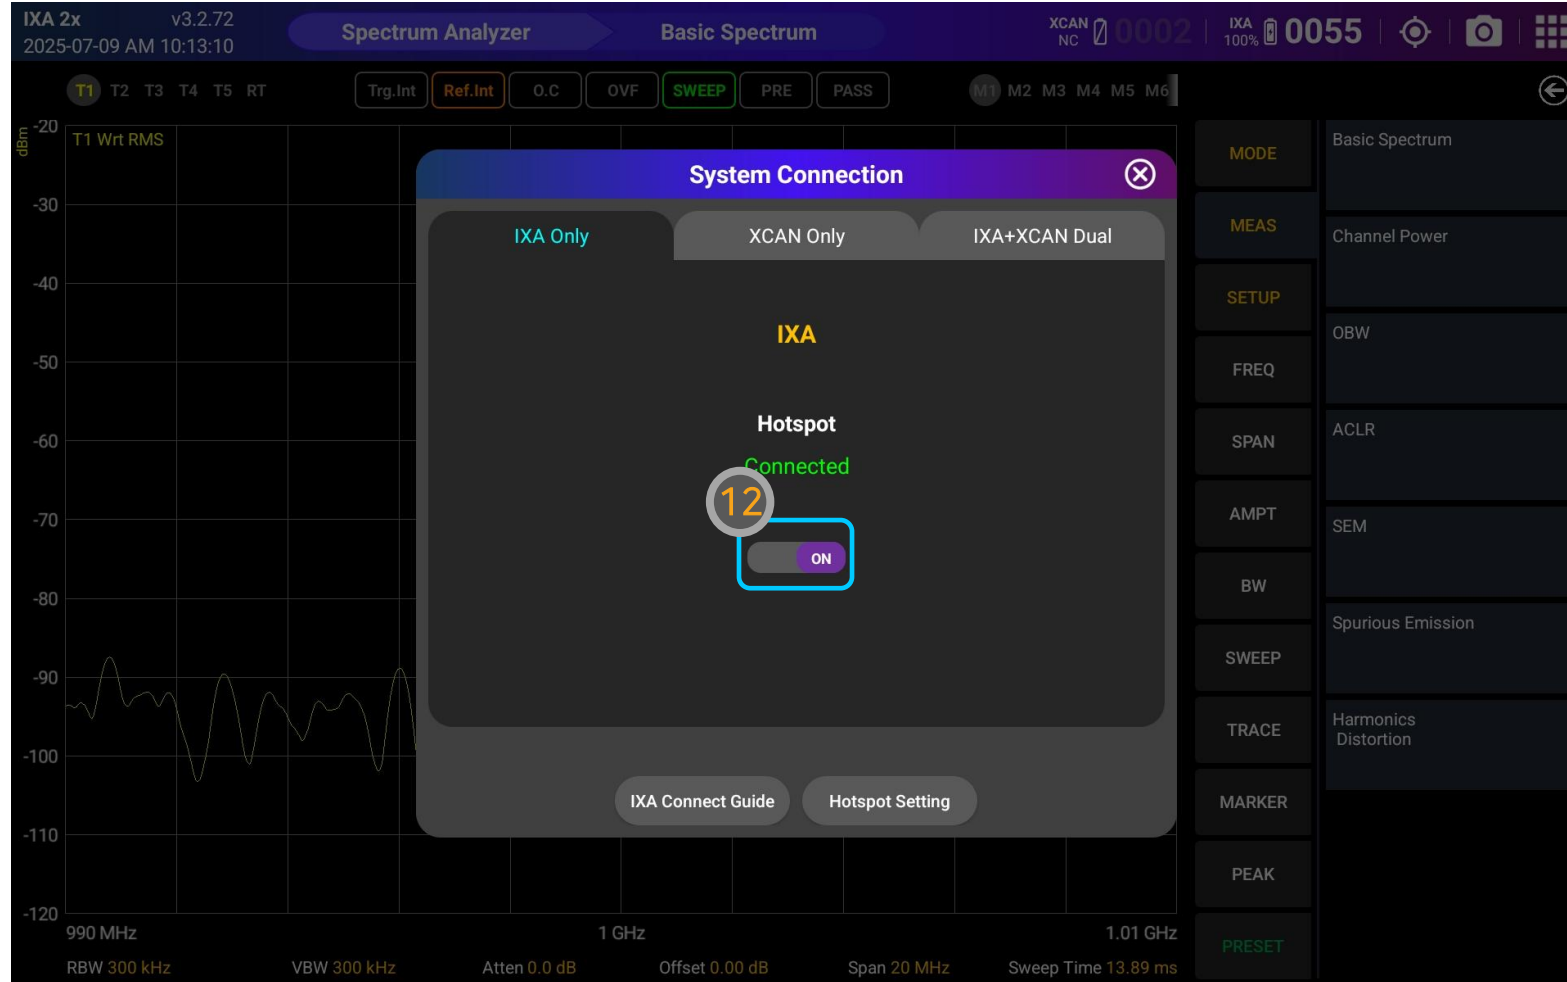 IXA 2x v3.2.72
2025-07-09 AM 10:13:10
Spectrum Analyzer
Basic Spectrum
XCAN
NC
0002
IXA
100%
0055
T1 T2 T3 T4 T5 RT
Trg.Int Ref.Int O.C OVF SWEEP PRE PASS
M1 M2 M3 M4 M5 M6
dBm
-20
-30
-40
-50
-60
-70
-80
-90
-100
-110
-120
T1 Wrt RMS
System Connection
IXA Only
XCAN Only
IXA+XCAN Dual
IXA
Hotspot
Connected
12
ON
IXA Connect Guide
Hotspot Setting
MODE
MEAS
SETUP
FREQ
SPAN
AMPT
BW
SWEEP
TRACE
MARKER
PEAK
PRESET
Basic Spectrum
Channel Power
OBW
ACLR
SEM
Spurious Emission
Harmonics
Distortion
990 MHz 1 GHz 1.01 GHz
RBW 300 kHz VBW 300 kHz Atten 0.0 dB Offset 0.00 dB Span 20 MHz Sweep Time 13.89 ms